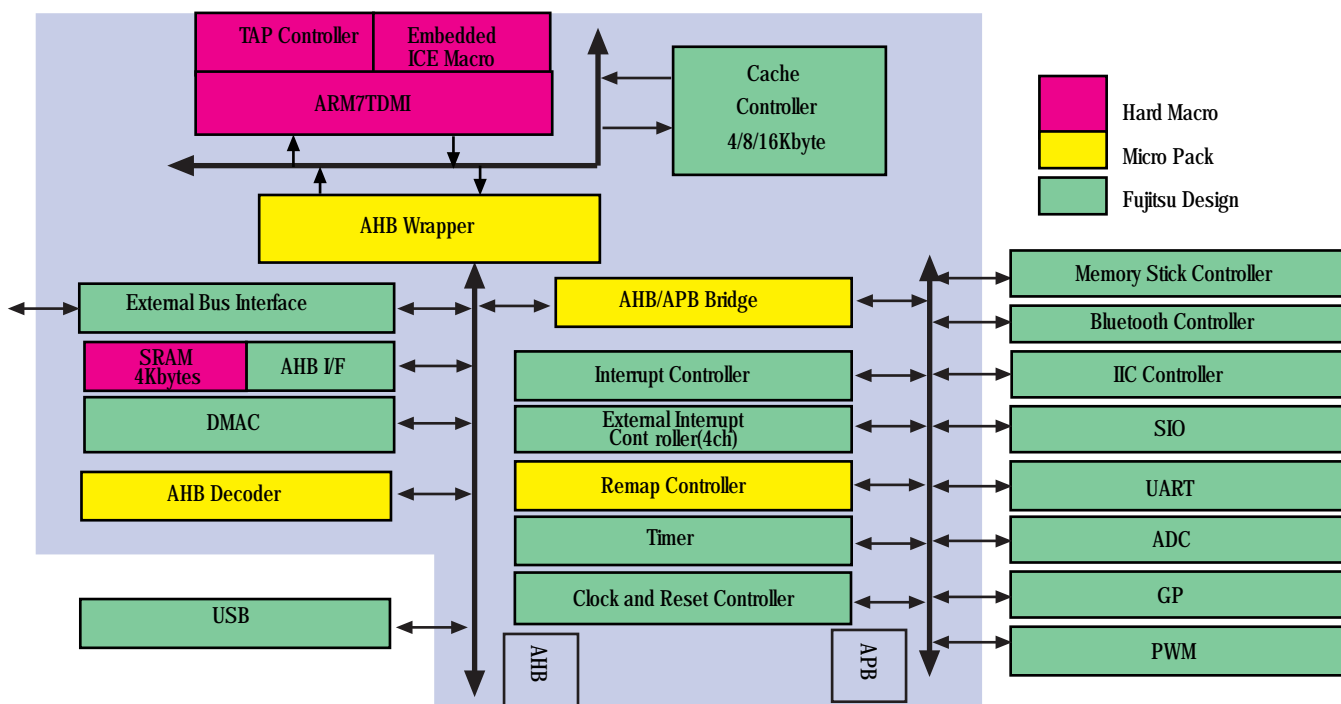 TAP Controller
Embedded
ICE Macro
ARM7TDMI
Cache
Controller
4/8/16Kbyte
Hard Macro
Micro Pack
Fujitsu Design
AHB Wrapper
External Bus Interface
SRAM
4Kbytes
AHB I/F
DMAC
AHB Decoder
USB
AHB/APB Bridge
Interrupt Controller
External Interrupt
Cont roller(4ch)
Remap Controller
Timer
Clock and Reset Controller
AHB
APB
Memory Stick Controller
Bluetooth Controller
IIC Controller
SIO
UART
ADC
GP
PWM